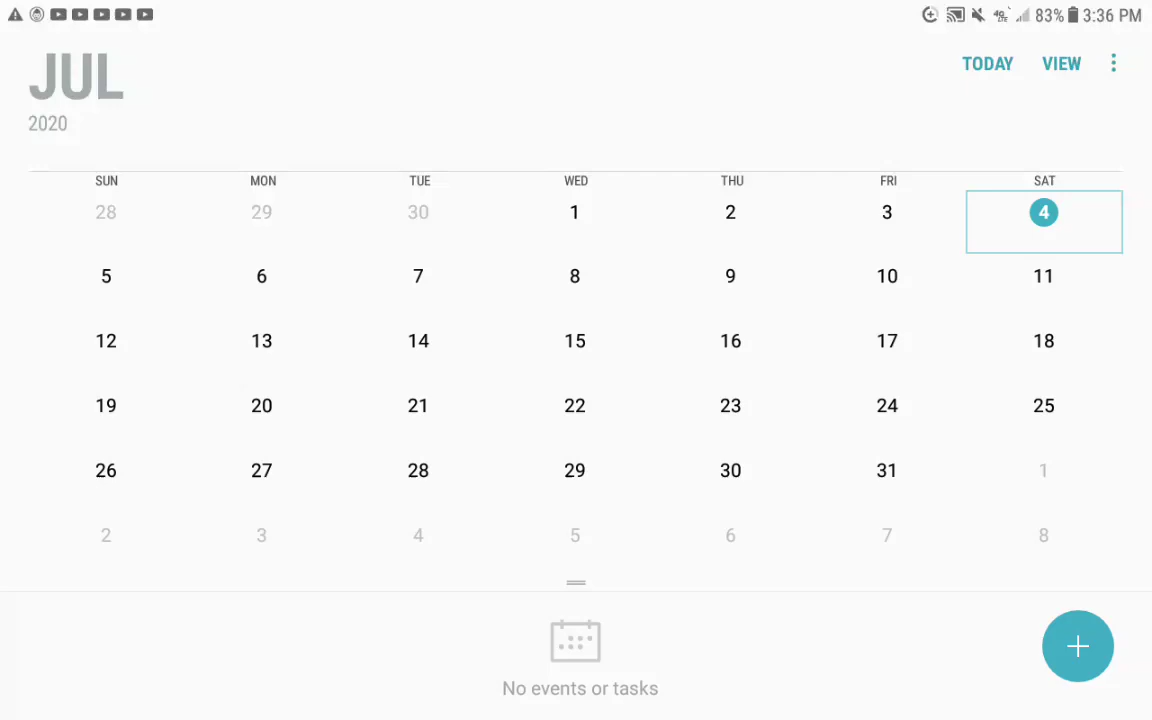 83% 3:36 PM
JUL
TODAY VIEW
2020
SUN MON TUE WED THU FRI SAT
28 29 30 1 2 3 4
5 6 7 8 9 10 11
12 13 14 15 16 17 18
19 20 21 22 23 24 25
26 27 28 29 30 31 1
2 3 4 5 6 7 8
No events or tasks